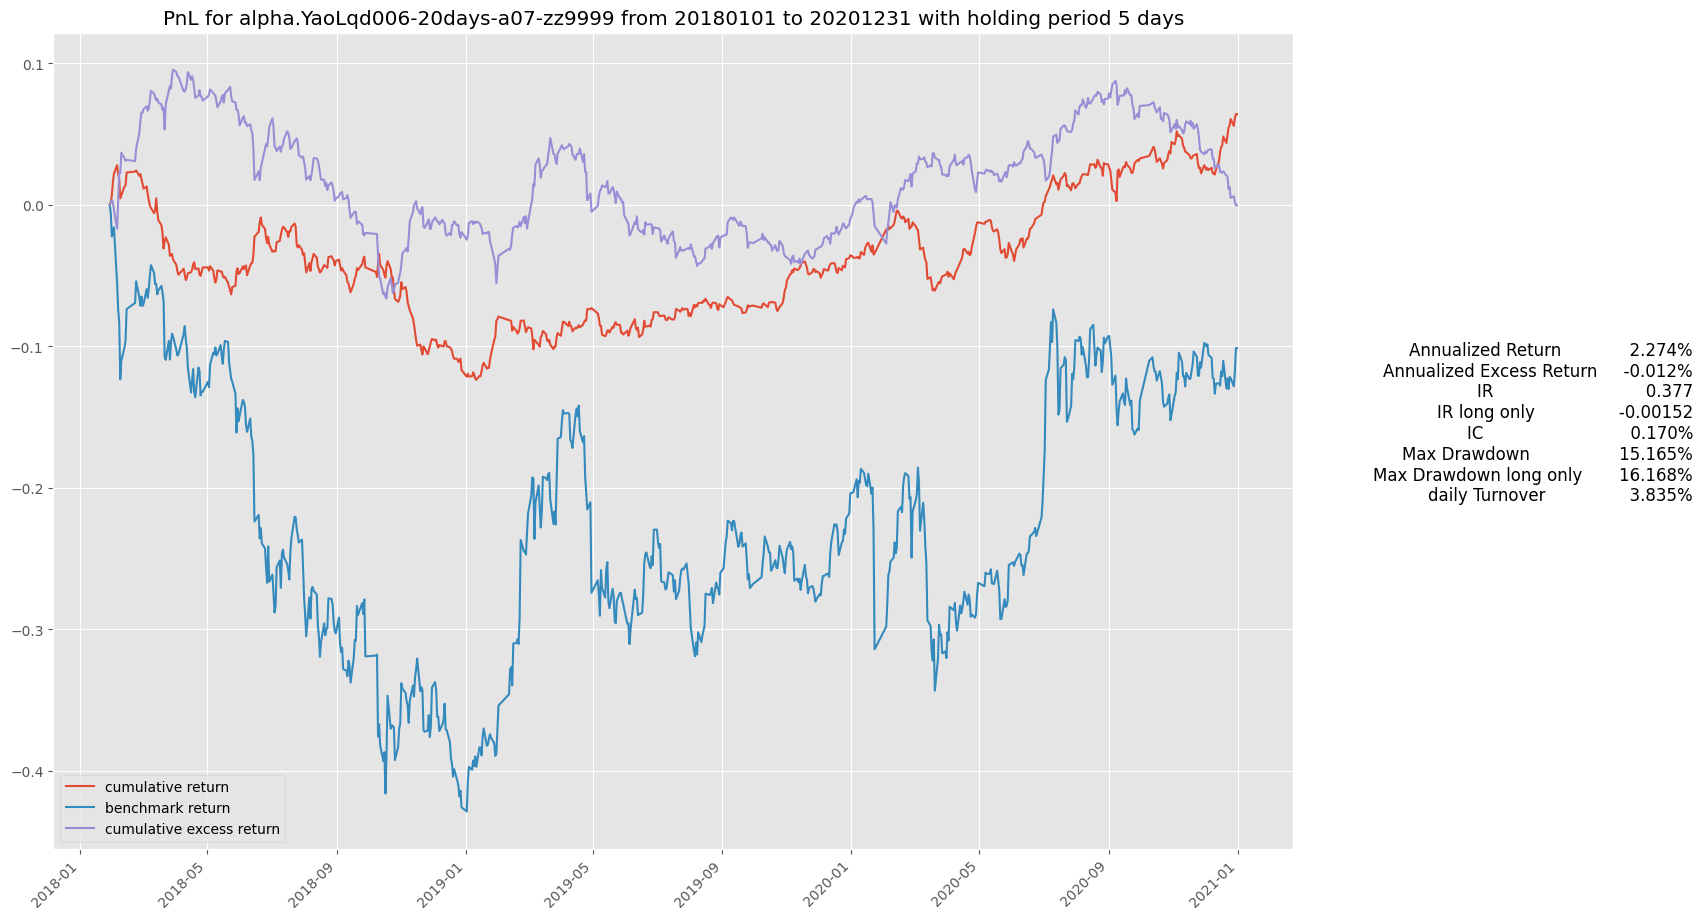 PnL for alpha.YaoLqd006-20days-a07-zz9999 from 20180101 to 20201231 with holding period 5 days
0.1
0.0
−0.1
−0.2
−0.3
−0.4
2018-01
2018-05
2018-09
2019-01
2019-05
2019-09
2020-01
2020-05
2020-09
2021-01
cumulative return
benchmark return
cumulative excess return
Annualized Return 2.274%
Annualized Excess Return -0.012%
IR 0.377
IR long only -0.00152
IC 0.170%
Max Drawdown 15.165%
Max Drawdown long only 16.168%
daily Turnover 3.835%